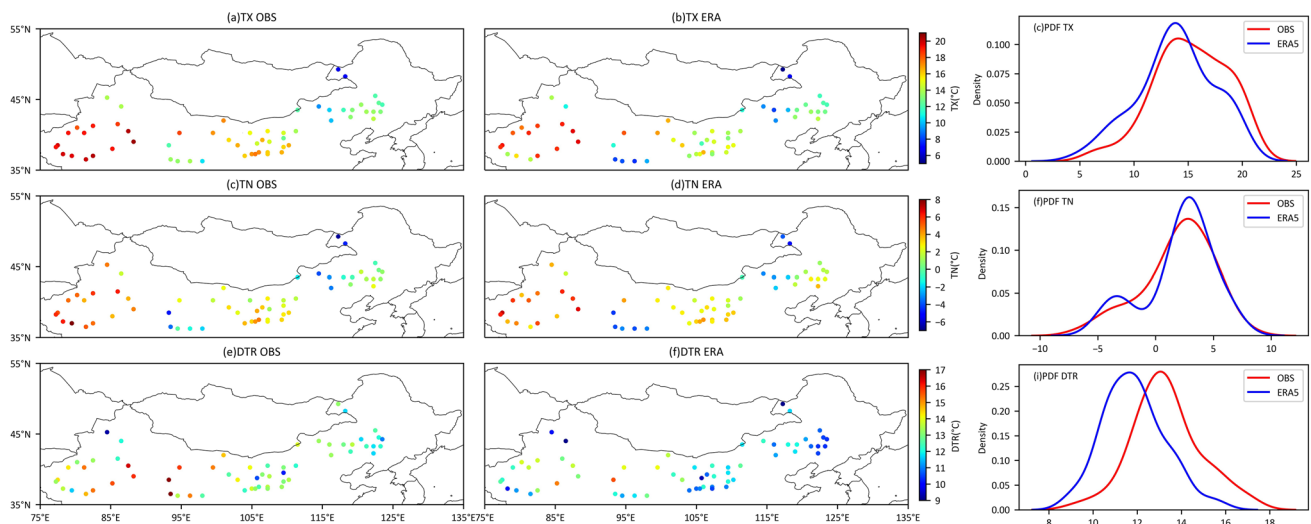 (a)TX OBS
55°N
45°N
35°N
(b)TX ERA
20
18
16
14
12
10
8
6
TX(°C)
(c)PDF TX
OBS
ERA5
Density
0.100
0.075
0.050
0.025
0.000
0 5 10 15 20 25
(c)TN OBS
55°N
45°N
35°N
(d)TN ERA
8
6
4
2
0
−2
−4
−6
TN(°C)
(f)PDF TN
OBS
ERA5
Density
0.15
0.10
0.05
0.00
−10 −5 0 5 10
(e)DTR OBS
55°N
45°N
35°N
75°E 85°E 95°E 105°E 115°E 125°E 135°E
(f)DTR ERA
75°E 85°E 95°E 105°E 115°E 125°E 135°E
17
16
15
14
13
12
11
10
9
DTR(°C)
(i)PDF DTR
OBS
ERA5
Density
0.25
0.20
0.15
0.10
0.05
0.00
8 10 12 14 16 18